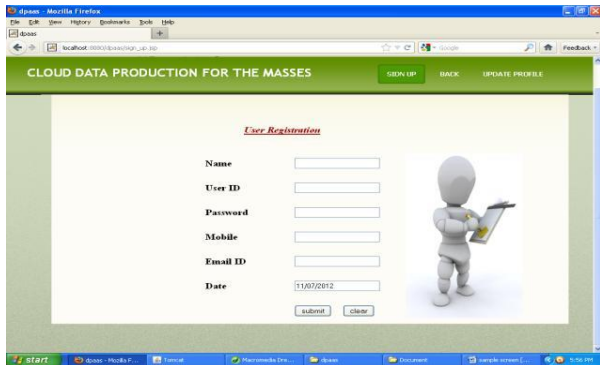 dpaas - Mozilla Firefox
File Edit View History Bookmarks Tools Help
dpaas
localhost:8080/dpaas/sign_up.jsp Google Feedback
CLOUD DATA PRODUCTION FOR THE MASSES SIGN UP BACK UPDATE PROFILE
User Registration
Name
User ID
Password
Mobile
Email ID
Date 11/07/2012
submit clear
start dpaas - Mozilla F... Tomcat Macromedia Dre... dpaas Document sample screen [... 5:56 PM